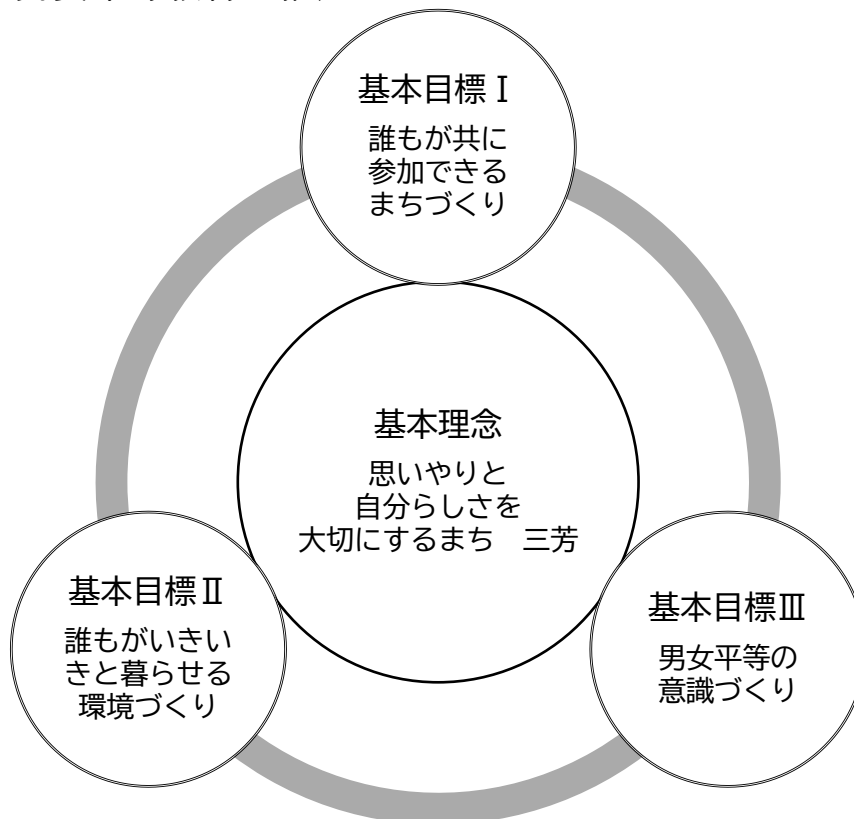 基本目標Ⅰ
誰もが共に
参加できる
まちづくり
基本理念
思いやりと
自分らしさを
大切にするまち　三芳
基本目標Ⅱ
誰もがいきい
きと暮らせる
環境づくり
基本目標Ⅲ
男女平等の
意識づくり